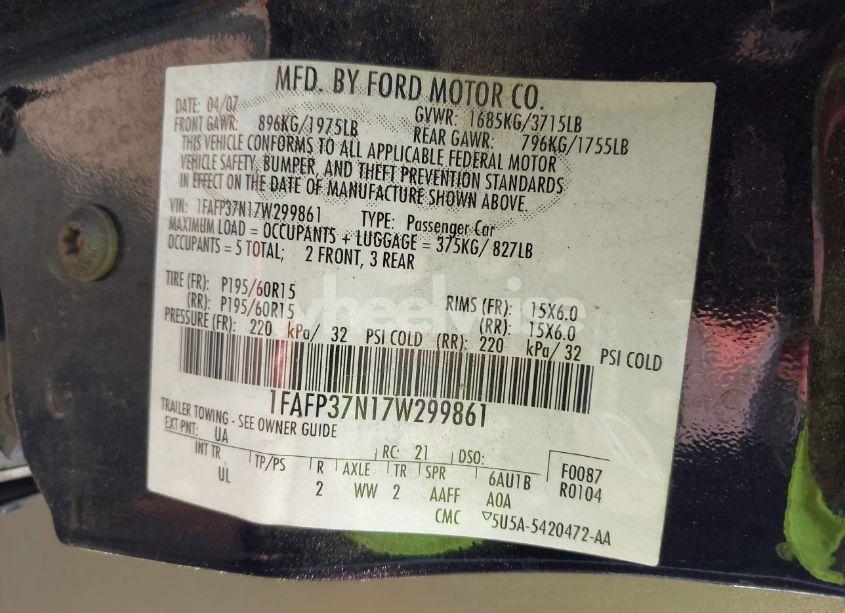 MFD. BY FORD MOTOR CO.
DATE: 04/07 GVWR: 1685KG/3715LB
FRONT GAWR: 896KG/1975LB REAR GAWR: 796KG/1755LB
THIS VEHICLE CONFORMS TO ALL APPLICABLE FEDERAL MOTOR
VEHICLE SAFETY, BUMPER, AND THEFT PREVENTION STANDARDS
IN EFFECT ON THE DATE OF MANUFACTURE SHOWN ABOVE.
VIN: 1FAFP37N17W299861 TYPE: Passenger Car
MAXIMUM LOAD = OCCUPANTS + LUGGAGE = 375KG/ 827LB
OCCUPANTS = 5 TOTAL; 2 FRONT, 3 REAR
TIRE (FR): P195/60R15 RIMS (FR): 15X6.0
(RR): P195/60R15 (RR): 15X6.0
PRESSURE (FR): 220 kPa/ 32 PSI COLD (RR): 220 kPa/ 32 PSI COLD
wheelwise
1FAFP37N17W299861
TRAILER TOWING - SEE OWNER GUIDE
EXT PNT: UA RC: 21 DSO:
INT TR TP/PS R AXLE TR SPR 6AU1B F0087
UL 2 WW 2 AAFF A0A R0104
CMC ▽5U5A-5420472-AA